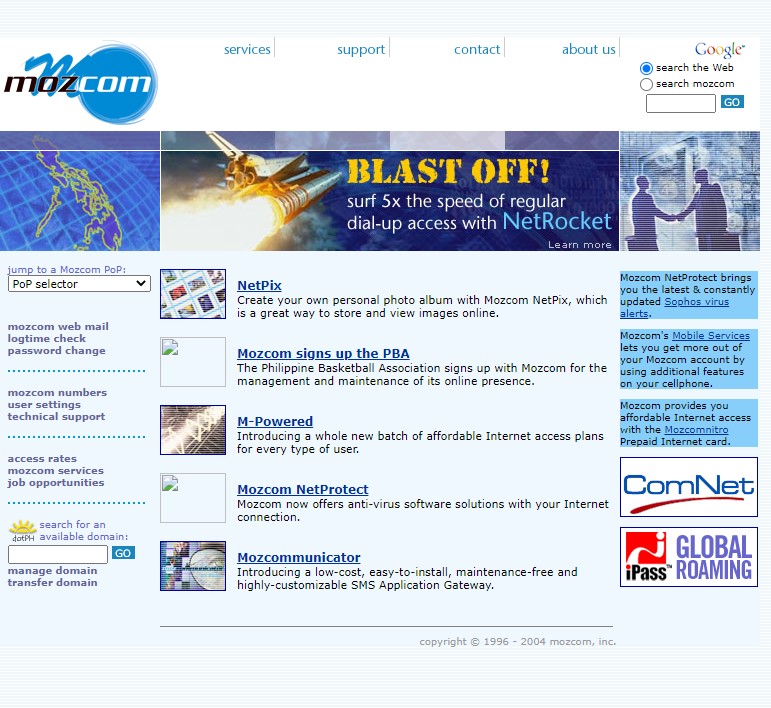 mozcom
services
support
contact
about us
Google
search the Web
search mozcom
GO
BLAST OFF!
surf 5x the speed of regular
dial-up access with NetRocket
Learn more
jump to a Mozcom PoP:
PoP selector
mozcom web mail
logtime check
password change
mozcom numbers
user settings
technical support
access rates
mozcom services
job opportunities
dotPH
search for an
available domain:
GO
manage domain
transfer domain
NetPix
Create your own personal photo album with Mozcom NetPix, which
is a great way to store and view images online.
Mozcom signs up the PBA
The Philippine Basketball Association signs up with Mozcom for the
management and maintenance of its online presence.
M-Powered
Introducing a whole new batch of affordable Internet access plans
for every type of user.
Mozcom NetProtect
Mozcom now offers anti-virus software solutions with your Internet
connection.
Mozcommunicator
Introducing a low-cost, easy-to-install, maintenance-free and
highly-customizable SMS Application Gateway.
Mozcom NetProtect brings
you the latest & constantly
updated Sophos virus
alerts.
Mozcom's Mobile Services
lets you get more out of
your Mozcom account by
using additional features
on your cellphone.
Mozcom provides you
affordable Internet access
with the Mozcomnitro
Prepaid Internet card.
ComNet
iPass™ GLOBAL
ROAMING
copyright © 1996 - 2004 mozcom, inc.